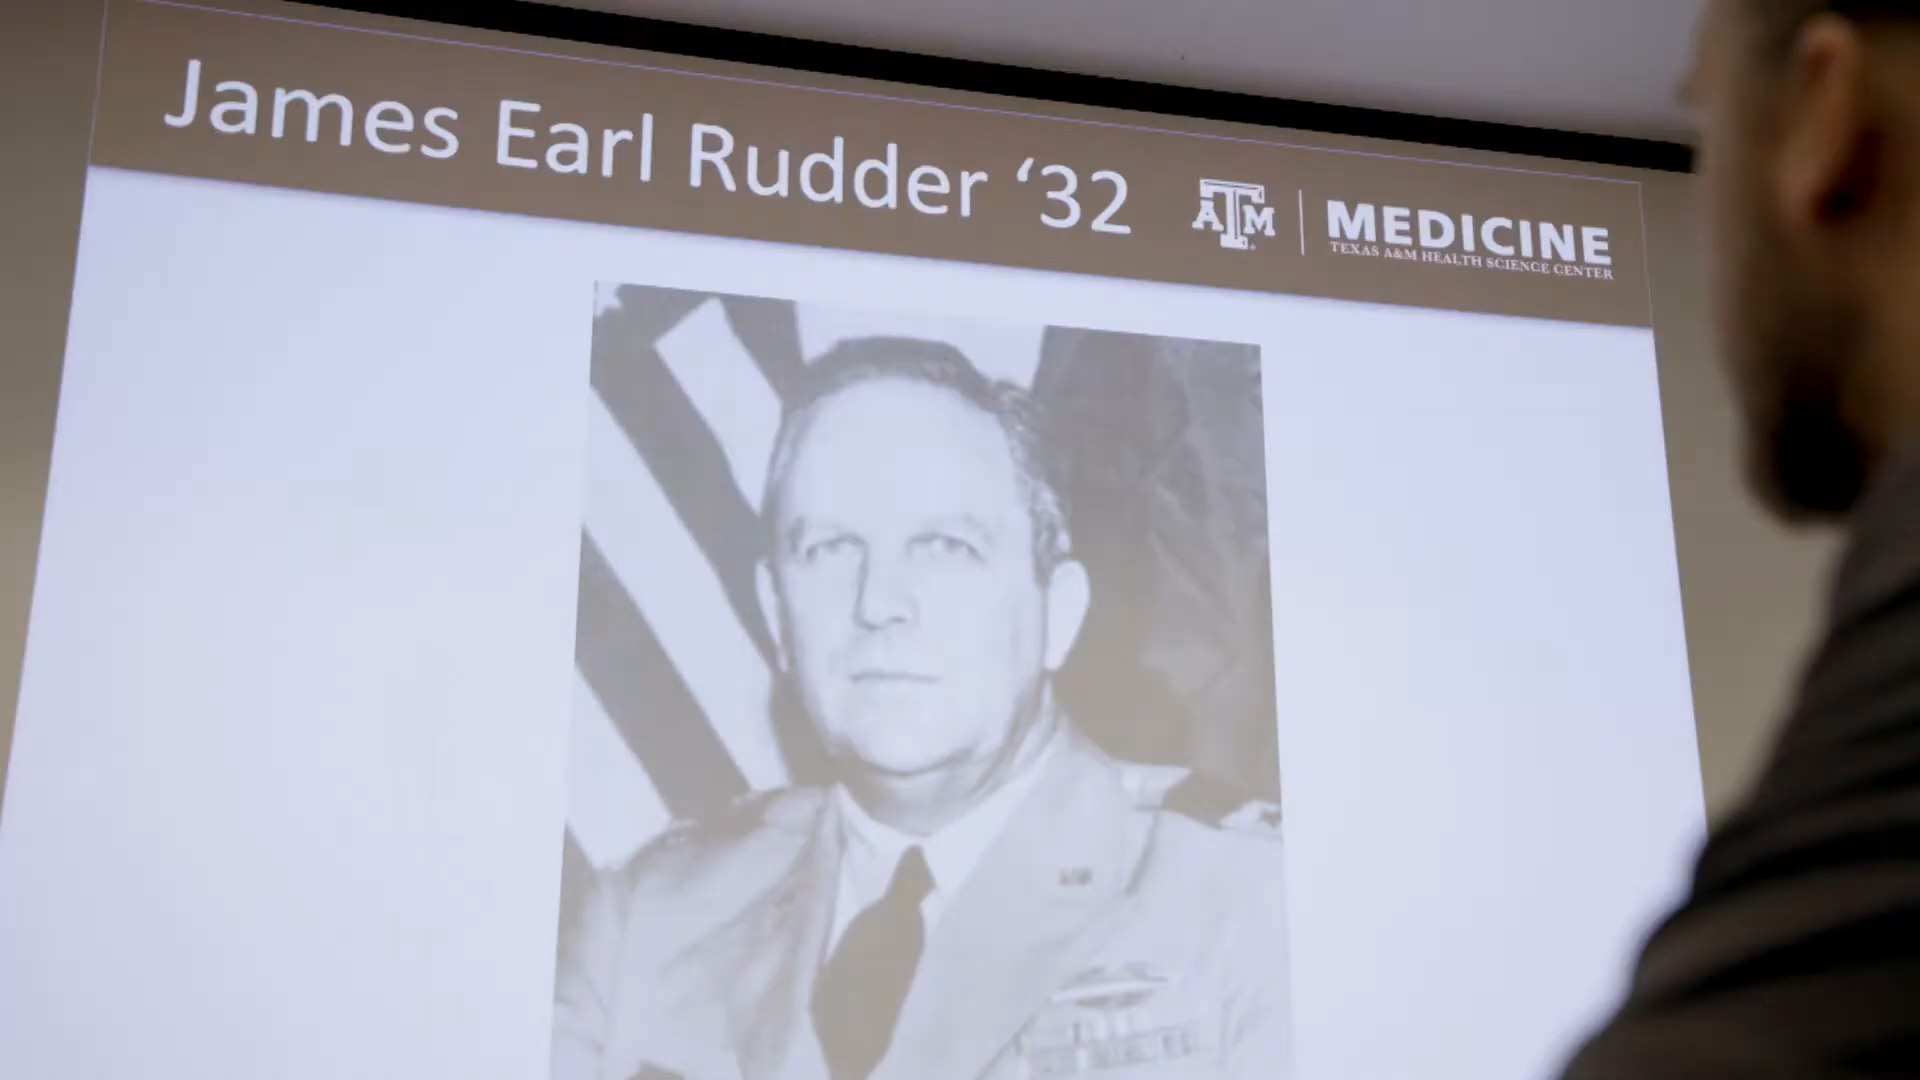 James Earl Rudder ‘32
ATM
MEDICINE
TEXAS A&M HEALTH SCIENCE CENTER